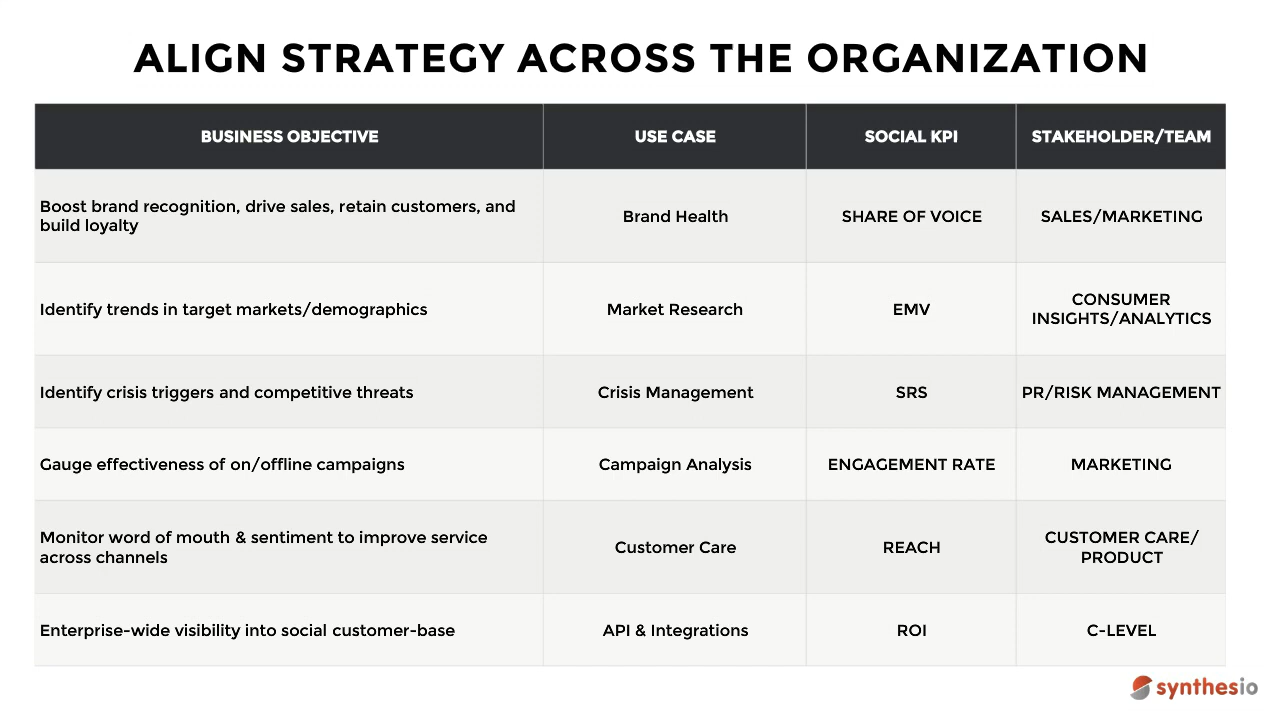 ALIGN STRATEGY ACROSS THE ORGANIZATION
BUSINESS OBJECTIVE
USE CASE
SOCIAL KPI
STAKEHOLDER/TEAM
Boost brand recognition, drive sales, retain customers, and
build loyalty
Brand Health
SHARE OF VOICE
SALES/MARKETING
Identify trends in target markets/demographics
Market Research
EMV
CONSUMER
INSIGHTS/ANALYTICS
Identify crisis triggers and competitive threats
Crisis Management
SRS
PR/RISK MANAGEMENT
Gauge effectiveness of on/offline campaigns
Campaign Analysis
ENGAGEMENT RATE
MARKETING
Monitor word of mouth & sentiment to improve service
across channels
Customer Care
REACH
CUSTOMER CARE/
PRODUCT
Enterprise-wide visibility into social customer-base
API & Integrations
ROI
C-LEVEL
synthesio